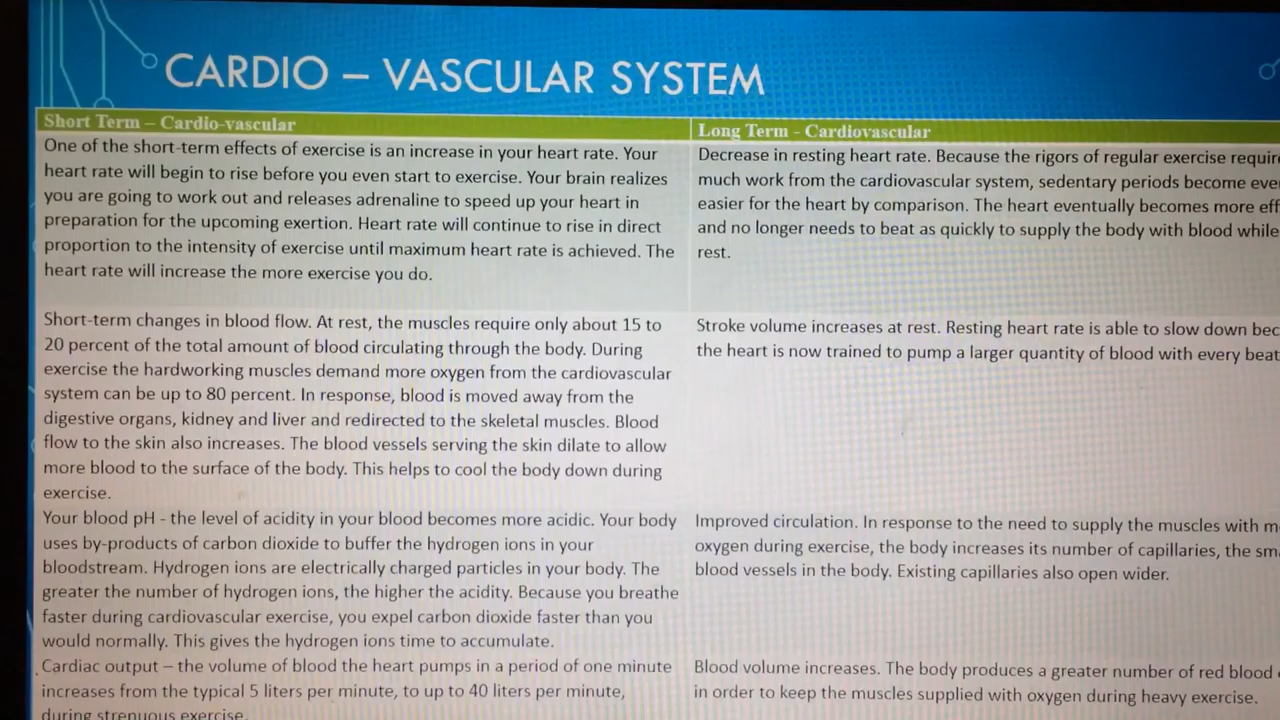 CARDIO – VASCULAR SYSTEM
Short Term – Cardio-vascular
One of the short-term effects of exercise is an increase in your heart rate. Your
heart rate will begin to rise before you even start to exercise. Your brain realizes
you are going to work out and releases adrenaline to speed up your heart in
preparation for the upcoming exertion. Heart rate will continue to rise in direct
proportion to the intensity of exercise until maximum heart rate is achieved. The
heart rate will increase the more exercise you do.
Long Term - Cardiovascular
Decrease in resting heart rate. Because the rigors of regular exercise require
much work from the cardiovascular system, sedentary periods become eve
easier for the heart by comparison. The heart eventually becomes more eff
and no longer needs to beat as quickly to supply the body with blood while
rest.
Short-term changes in blood flow. At rest, the muscles require only about 15 to
20 percent of the total amount of blood circulating through the body. During
exercise the hardworking muscles demand more oxygen from the cardiovascular
system can be up to 80 percent. In response, blood is moved away from the
digestive organs, kidney and liver and redirected to the skeletal muscles. Blood
flow to the skin also increases. The blood vessels serving the skin dilate to allow
more blood to the surface of the body. This helps to cool the body down during
exercise.
Stroke volume increases at rest. Resting heart rate is able to slow down bec
the heart is now trained to pump a larger quantity of blood with every beat
Your blood pH - the level of acidity in your blood becomes more acidic. Your body
uses by-products of carbon dioxide to buffer the hydrogen ions in your
bloodstream. Hydrogen ions are electrically charged particles in your body. The
greater the number of hydrogen ions, the higher the acidity. Because you breathe
faster during cardiovascular exercise, you expel carbon dioxide faster than you
would normally. This gives the hydrogen ions time to accumulate.
Improved circulation. In response to the need to supply the muscles with m
oxygen during exercise, the body increases its number of capillaries, the sma
blood vessels in the body. Existing capillaries also open wider.
Cardiac output – the volume of blood the heart pumps in a period of one minute
increases from the typical 5 liters per minute, to up to 40 liters per minute,
during strenuous exercise.
Blood volume increases. The body produces a greater number of red blood
in order to keep the muscles supplied with oxygen during heavy exercise.